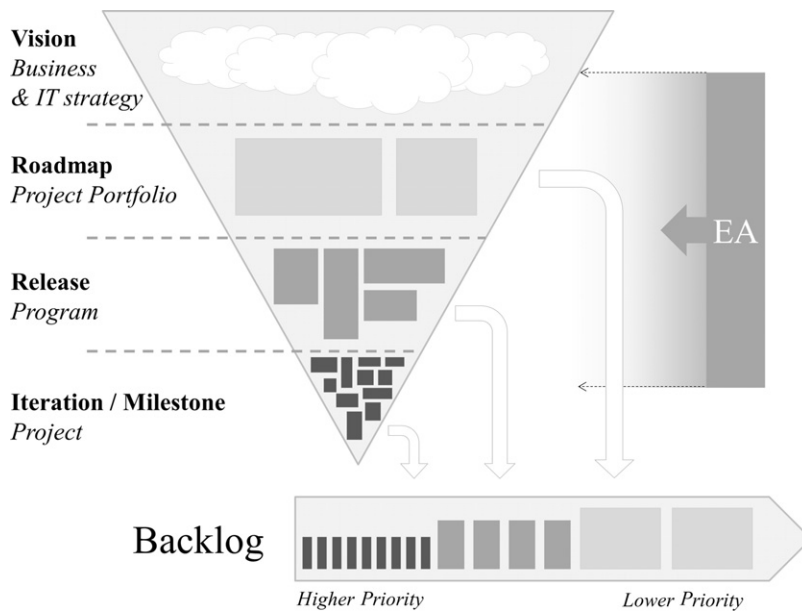 Vision
Business
& IT strategy
Roadmap
Project Portfolio
EA
Release
Program
Iteration / Milestone
Project
Backlog
Higher Priority
Lower Priority